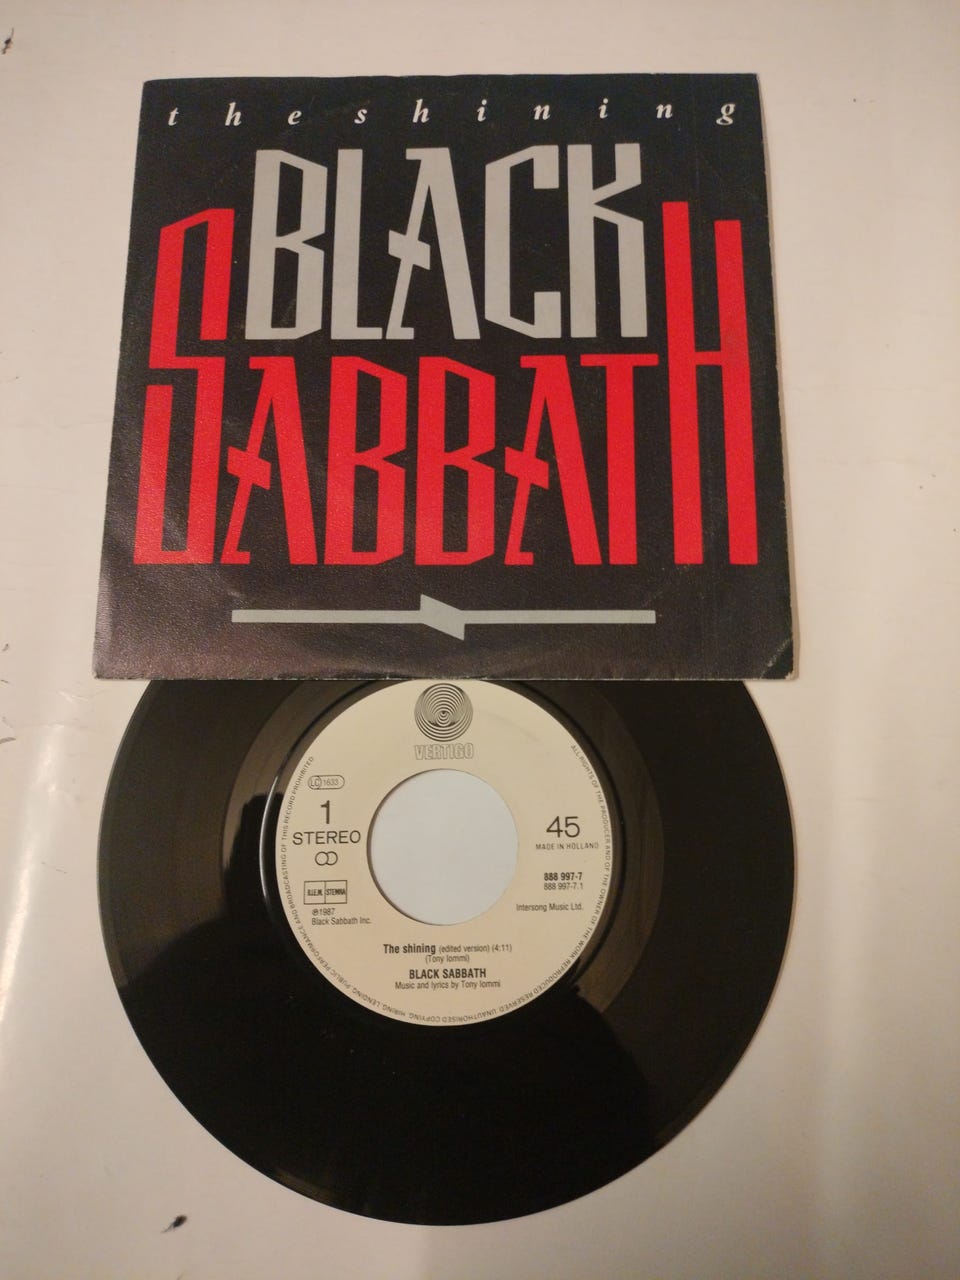 the shining
BLACK
SABBATH
VERTIGO
LC 1633
1
STEREO
45
MADE IN HOLLAND
B.I.E.M. STEMRA
888 997-7
888 997-7.1
℗1987
Black Sabbath Inc.
Intersong Music Ltd.
The shining (edited version) (4:11)
(Tony Iommi)
BLACK SABBATH
Music and lyrics by Tony Iommi
ALL RIGHTS OF THE PRODUCER AND OF THE OWNER OF THE WORK REPRODUCED RESERVED. UNAUTHORISED COPYING, HIRING, LENDING, PUBLIC PERFORMANCE AND BROADCASTING OF THIS RECORD PROHIBITED